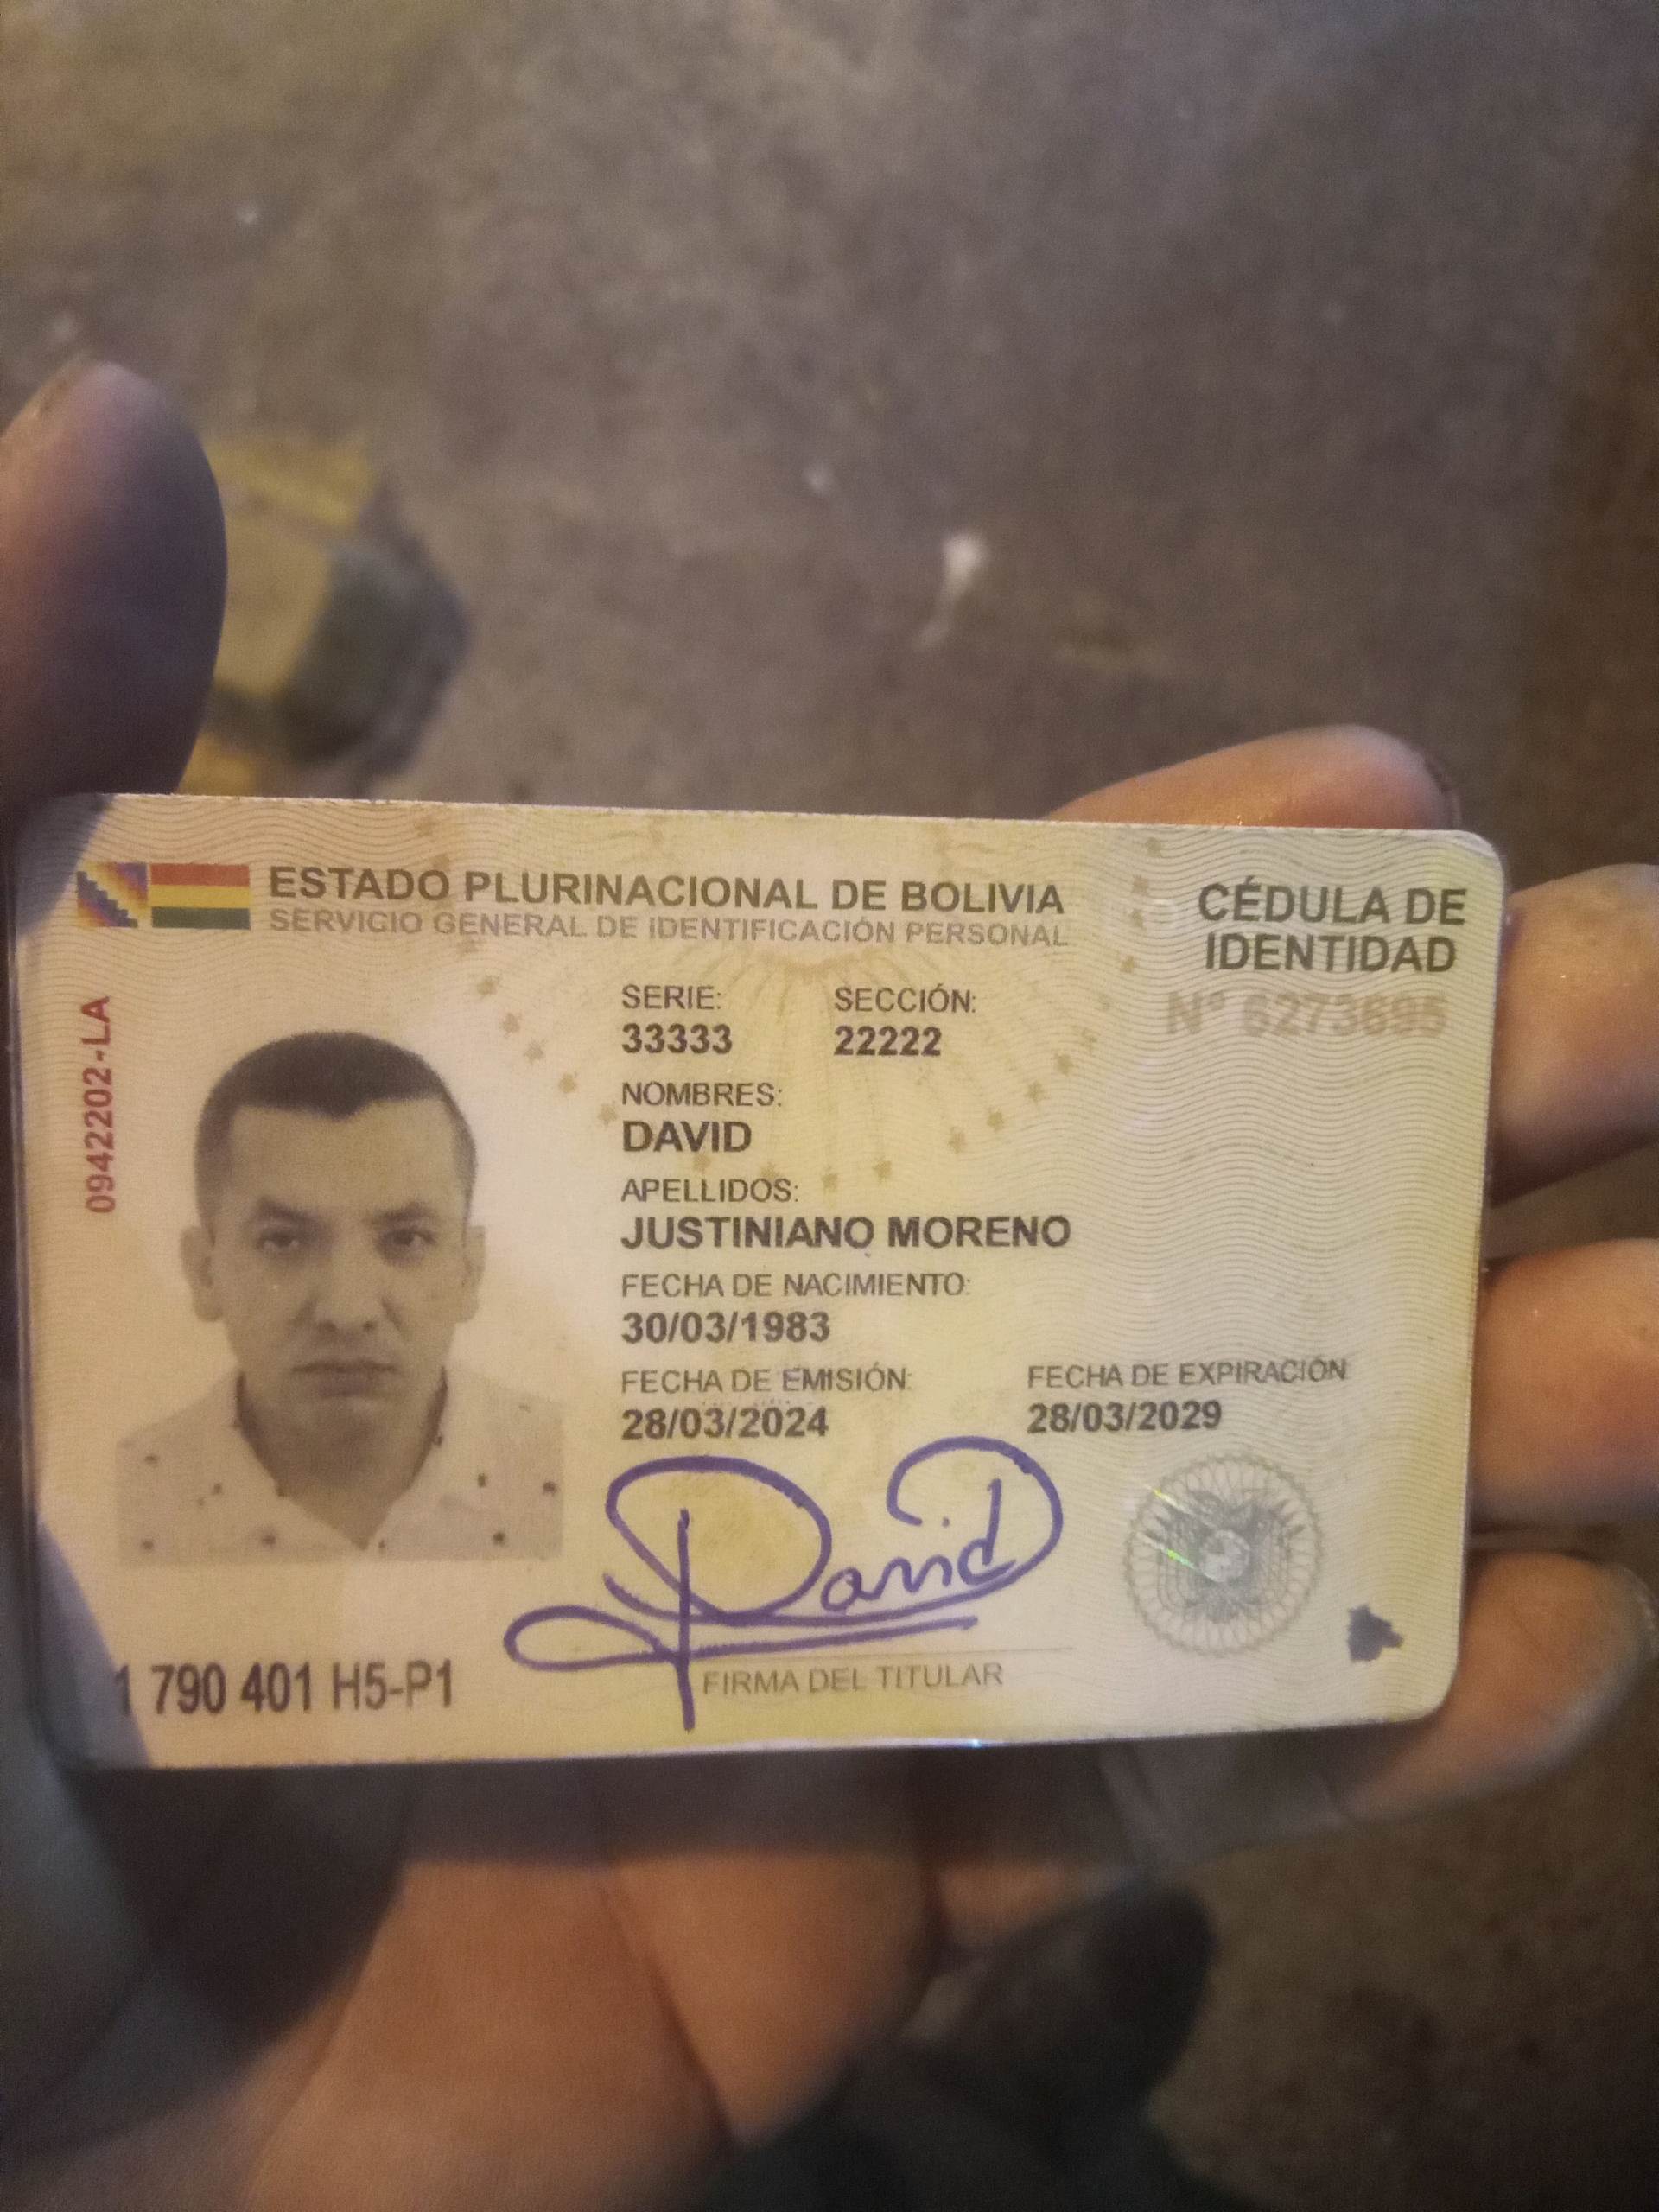 ESTADO PLURINACIONAL DE BOLIVIA
SERVICIO GENERAL DE IDENTIFICACIÓN PERSONAL
CÉDULA DE
IDENTIDAD
Nº 6273695
0942202-LA
SERIE: SECCIÓN:
33333 22222
NOMBRES:
DAVID
APELLIDOS:
JUSTINIANO MORENO
FECHA DE NACIMIENTO:
30/03/1983
FECHA DE EMISIÓN: FECHA DE EXPIRACIÓN
28/03/2024 28/03/2029
David
FIRMA DEL TITULAR
1 790 401 H5-P1